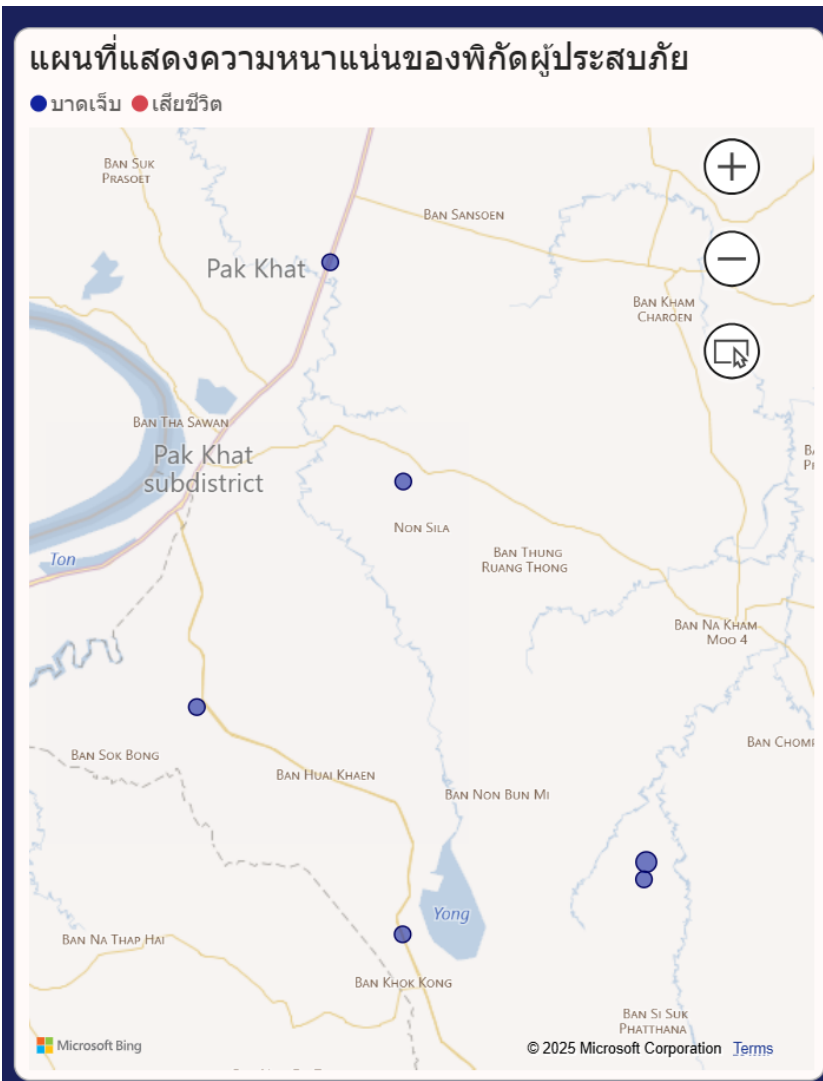 แผนที่แสดงความหนาแน่นของพิกัดผู้ประสบภัย
บาดเจ็บ เสียชีวิต
BAN SUK
PRASOET
BAN SANSOEN
Pak Khat
BAN KHAM
CHAROEN
BAN THA SAWAN
Pak Khat
subdistrict
NON SILA
Ton
BAN THUNG
RUANG THONG
BAN NA KHAM
MOO 4
BAN SOK BONG
BAN HUAI KHAEN
BAN NON BUN MI
Yong
BAN NA THAP HAI
BAN KHOK KONG
BAN SI SUK
PHATTHANA
Microsoft Bing
© 2025 Microsoft Corporation Terms